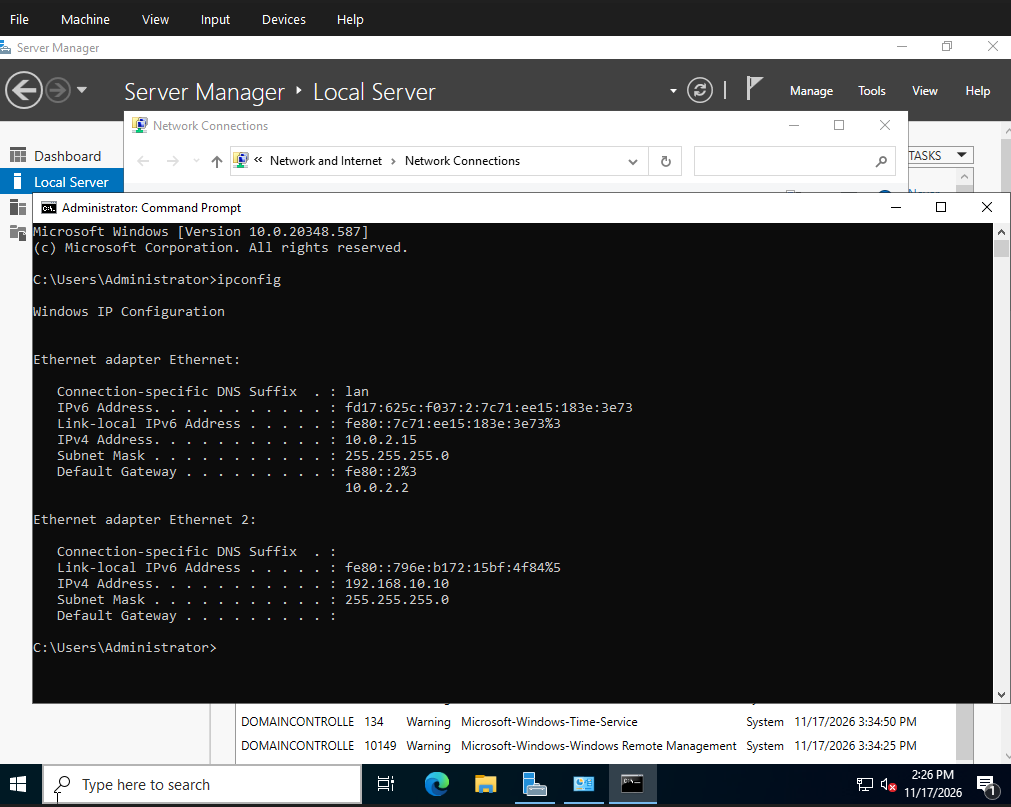 File Machine View Input Devices Help
Server Manager
Server Manager Local Server
Manage Tools View Help
Network Connections
Dashboard
TASKS
« Network and Internet › Network Connections
Local Server
Administrator: Command Prompt
Microsoft Windows [Version 10.0.20348.587]
(c) Microsoft Corporation. All rights reserved.
C:\Users\Administrator>ipconfig
Windows IP Configuration
Ethernet adapter Ethernet:
Connection-specific DNS Suffix . : lan
IPv6 Address. . . . . . . . . . . : fd17:625c:f037:2:7c71:ee15:183e:3e73
Link-local IPv6 Address . . . . . : fe80::7c71:ee15:183e:3e73%3
IPv4 Address. . . . . . . . . . . : 10.0.2.15
Subnet Mask . . . . . . . . . . . : 255.255.255.0
Default Gateway . . . . . . . . . : fe80::2%3
10.0.2.2
Ethernet adapter Ethernet 2:
Connection-specific DNS Suffix . :
Link-local IPv6 Address . . . . . : fe80::796e:b172:15bf:4f84%5
IPv4 Address. . . . . . . . . . . : 192.168.10.10
Subnet Mask . . . . . . . . . . . : 255.255.255.0
Default Gateway . . . . . . . . . :
C:\Users\Administrator>
DOMAINCONTROLLE 134 Warning Microsoft-Windows-Time-Service System 11/17/2026 3:34:50 PM
DOMAINCONTROLLE 10149 Warning Microsoft-Windows-Windows Remote Management System 11/17/2026 3:34:25 PM
Type here to search
2:26 PM
11/17/2026
1